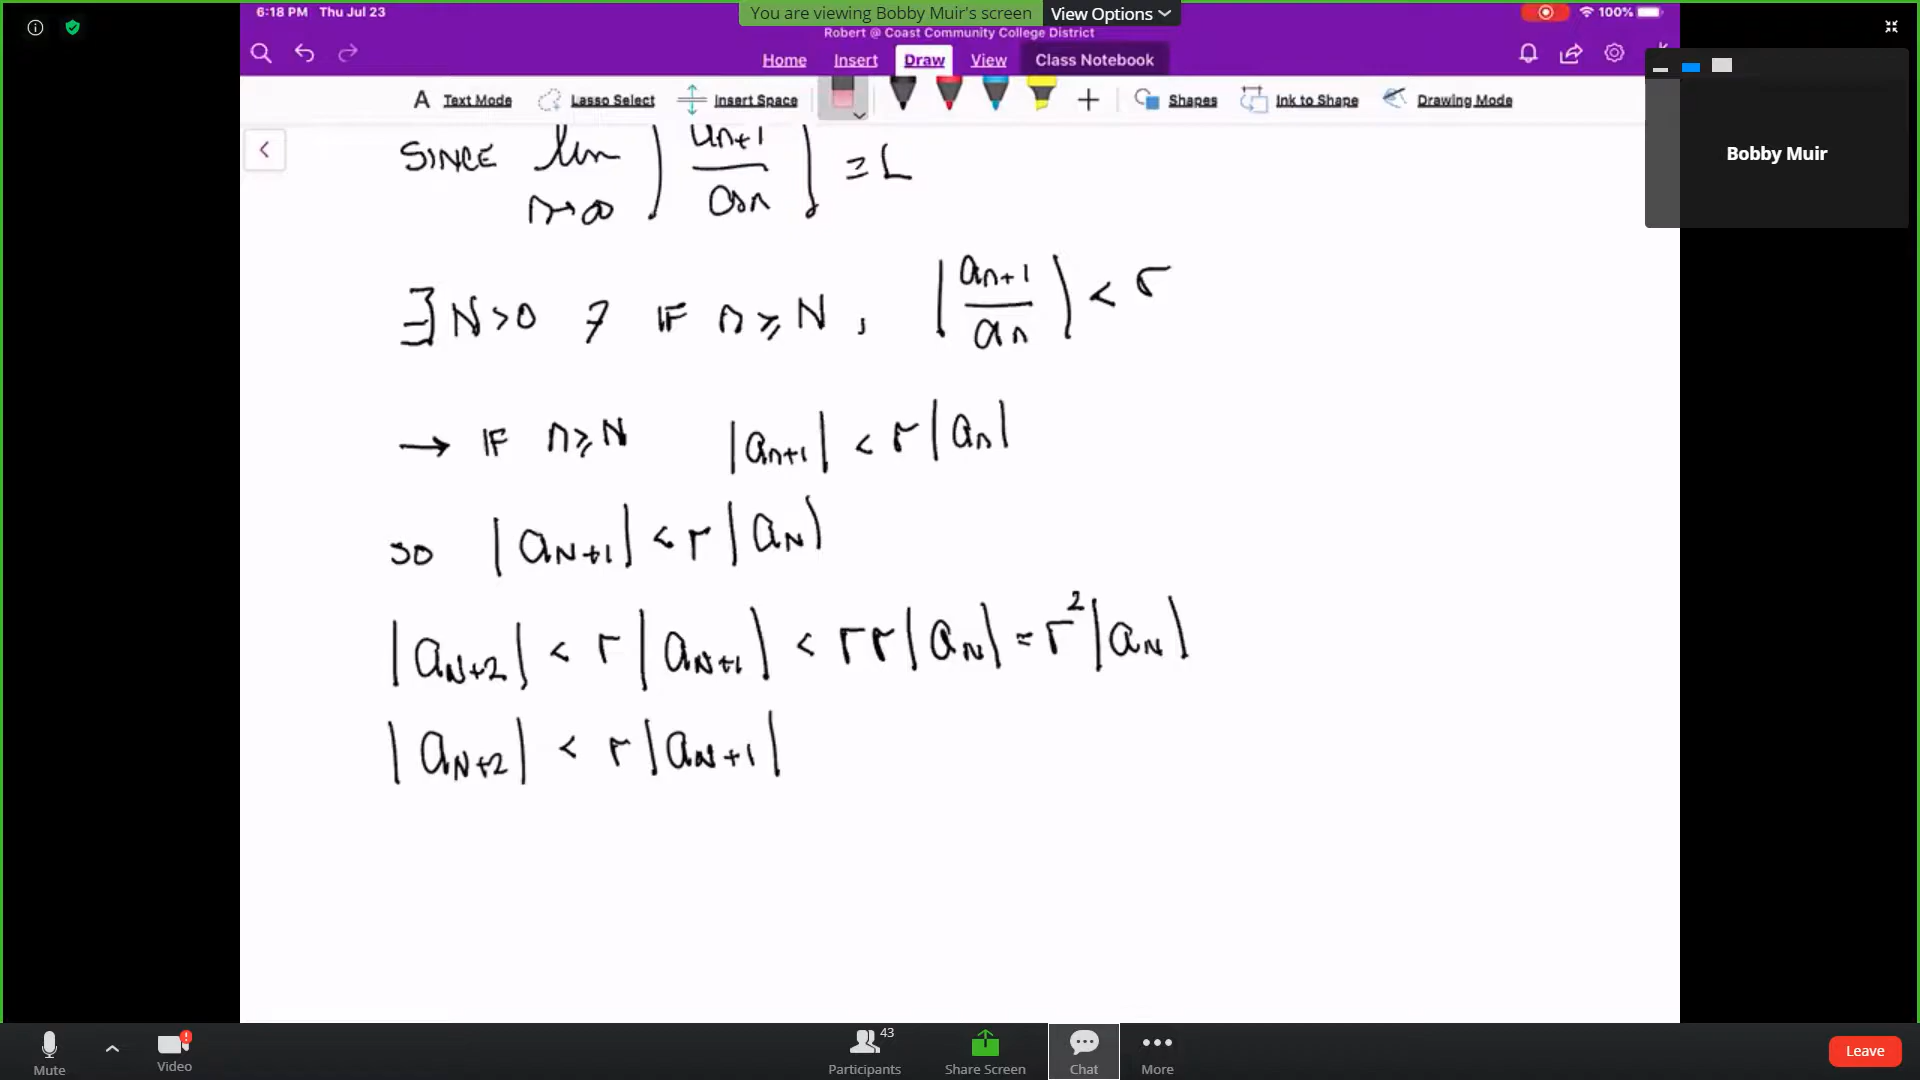 6:18 PM Thu Jul 23
You are viewing Bobby Muir's screen View Options
100%
Robert @ Coast Community College District
Home Insert Draw View Class Notebook
A Text Mode Lasso Select Insert Space Shapes Ink to Shape Drawing Mode
Bobby Muir
SINCE lim n→∞ |an+1/an| = L
∃ N>0 ∋ IF n ≥ N, |an+1/an| < r
→ IF n ≥ N |an+1| < r|an|
SO |aN+1| < r|aN|
|aN+2| < r|aN+1| < rr|aN| = r²|aN|
|aN+2| < r|aN+1|
Mute Video Participants 43 Share Screen Chat More Leave